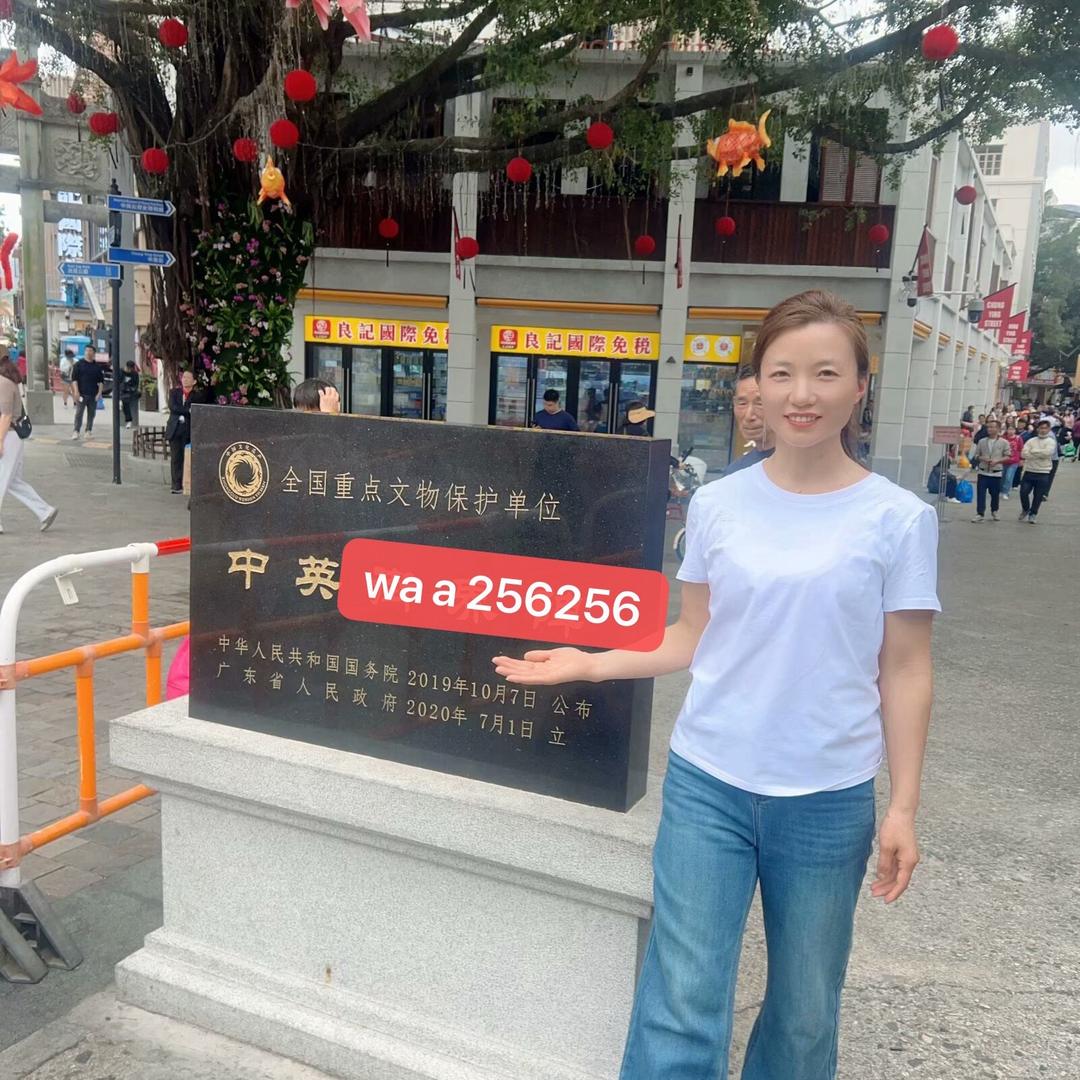 良記國際免稅
良記國際免稅
CHUNG
YING
STREET
全国重点文物保护单位
中英
wa a 256256
中华人民共和国国务院 2019年10月7日 公布
广东省人民政府 2020年 7月1日 立